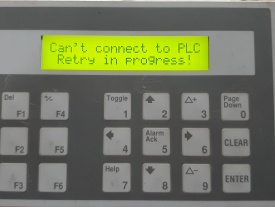 Can't connect to PLC
Retry in progress!
Del F1
% F4
Toggle 1
2
Δ+ 3
Page Down 0
F2
F5
4
Alarm Ack 5
6
CLEAR
F3
F6
Help 7
8
Δ- 9
ENTER